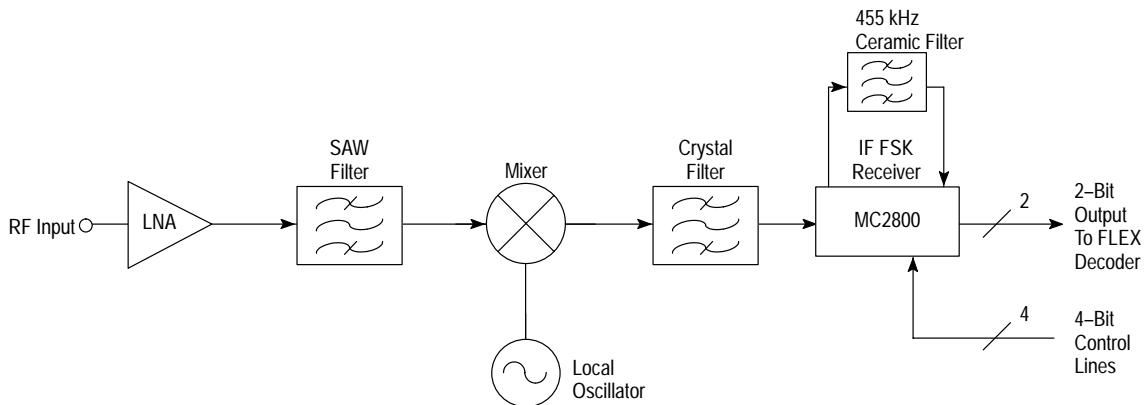 455 kHz
Ceramic Filter
SAW
Filter
Mixer
Crystal
Filter
IF FSK
Receiver
RF Input
LNA
MC2800
2
2–Bit
Output
To FLEX
Decoder
4
4–Bit
Control
Lines
Local
Oscillator